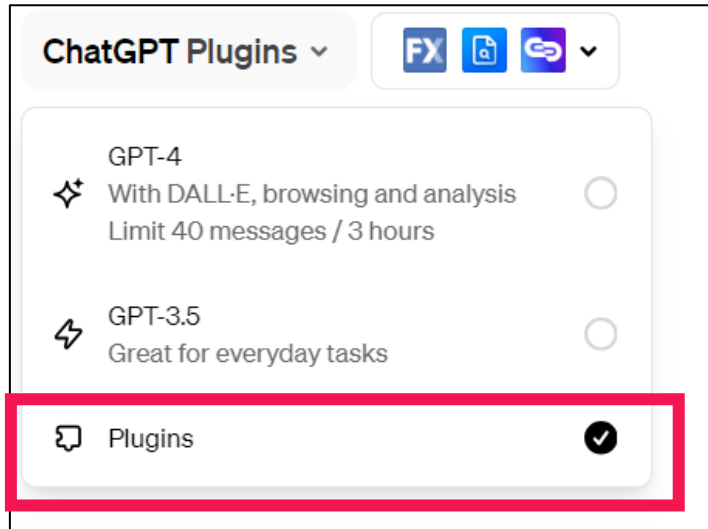 ChatGPT Plugins
FX
GPT-4
With DALL·E, browsing and analysis
Limit 40 messages / 3 hours
GPT-3.5
Great for everyday tasks
Plugins